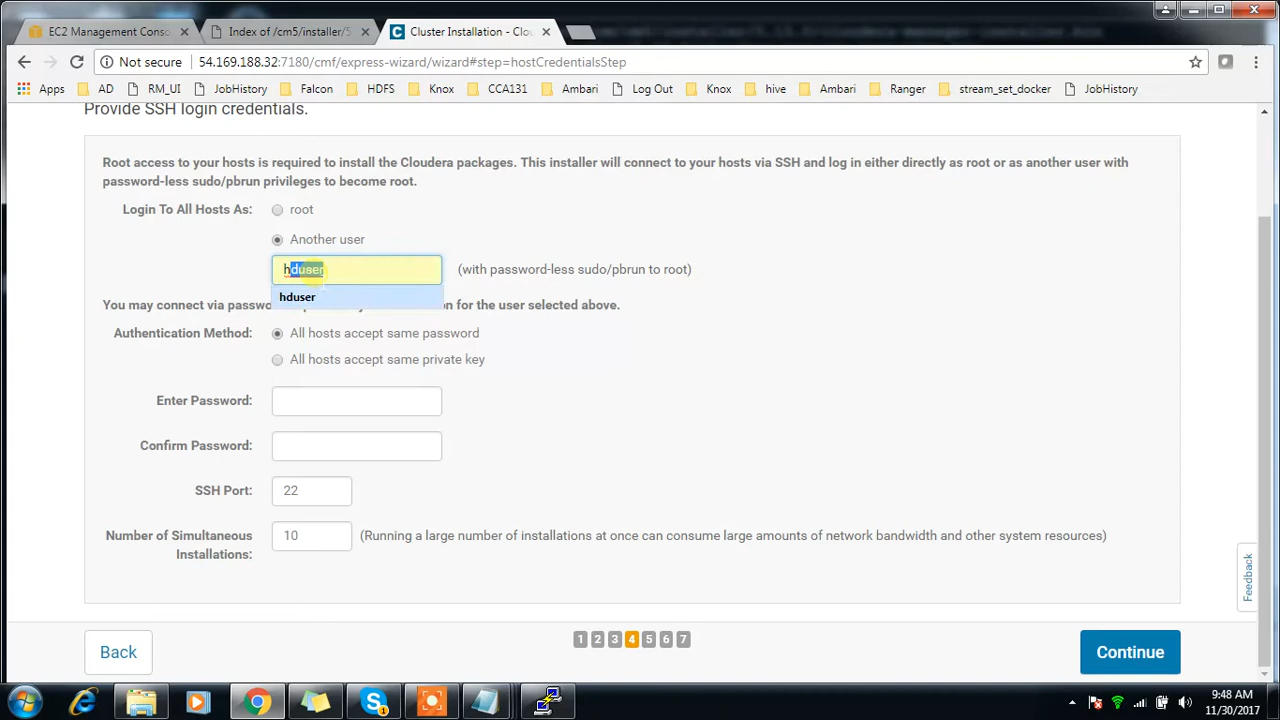 EC2 Management Conso
Index of /cm5/installer/5
Cluster Installation - Clou
Not secure 54.169.188.32:7180/cmf/express-wizard/wizard#step=hostCredentialsStep
Apps AD RM_UI JobHistory Falcon HDFS Knox CCA131 Ambari Log Out Knox hive Ambari Ranger stream_set_docker JobHistory
Provide SSH login credentials.
Root access to your hosts is required to install the Cloudera packages. This installer will connect to your hosts via SSH and log in either directly as root or as another user with
password-less sudo/pbrun privileges to become root.
Login To All Hosts As: root
Another user
hduser (with password-less sudo/pbrun to root)
hduser
You may connect via passwo on for the user selected above.
Authentication Method: All hosts accept same password
All hosts accept same private key
Enter Password:
Confirm Password:
SSH Port: 22
Number of Simultaneous 10 (Running a large number of installations at once can consume large amounts of network bandwidth and other system resources)
Installations:
Feedback
Back 1 2 3 4 5 6 7 Continue
9:48 AM
11/30/2017